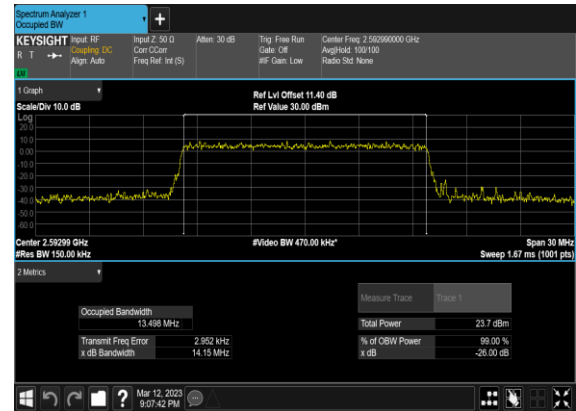 Spectrum Analyzer 1
Occupied BW
+
KEYSIGHT Input: RF Input Z: 50 Ω Atten: 30 dB Trig: Free Run Center Freq: 2.592990000 GHz
R T Coupling: DC Corr CCorr Gate: Off Avg|Hold: 100/100
Align: Auto Freq Ref: Int (S) #IF Gain: Low Radio Std: None
LXI
1 Graph
Ref Lvl Offset 11.40 dB
Scale/Div 10.0 dB Ref Value 30.00 dBm
Log
20.0
10.0
0.00
-10.0
-20.0
-30.0
-40.0
-50.0
-60.0
Center 2.59299 GHz #Video BW 470.00 kHz* Span 30 MHz
#Res BW 150.00 kHz Sweep 1.67 ms (1001 pts)
2 Metrics
Measure Trace Trace 1
Occupied Bandwidth
13.498 MHz Total Power 23.7 dBm
Transmit Freq Error 2.952 kHz % of OBW Power 99.00 %
x dB Bandwidth 14.15 MHz x dB -26.00 dB
?
Mar 12, 2023
9:07:42 PM